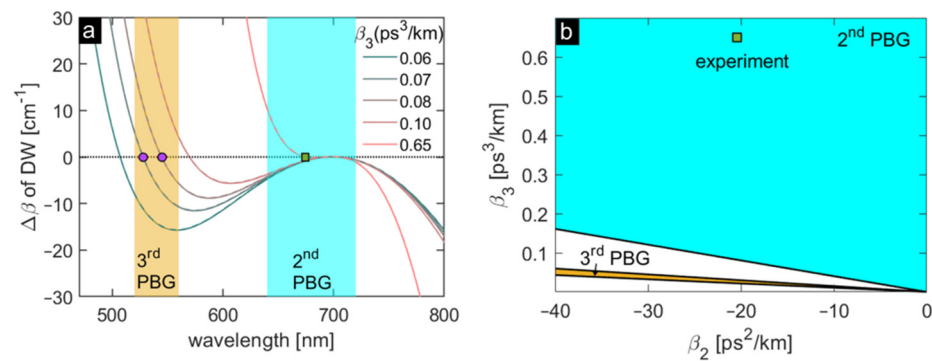 a
β₃(ps³/km)
0.06
0.07
0.08
0.10
0.65
30
20
10
0
−10
−20
−30
Δβ of DW [cm⁻¹]
3ʳᵈ
PBG
2ⁿᵈ
PBG
500
600
700
800
wavelength [nm]
b
2ⁿᵈ PBG
experiment
3ʳᵈ PBG
0.6
0.5
0.4
0.3
0.2
0.1
β₃ [ps³/km]
−40
−30
−20
−10
0
β₂ [ps²/km]